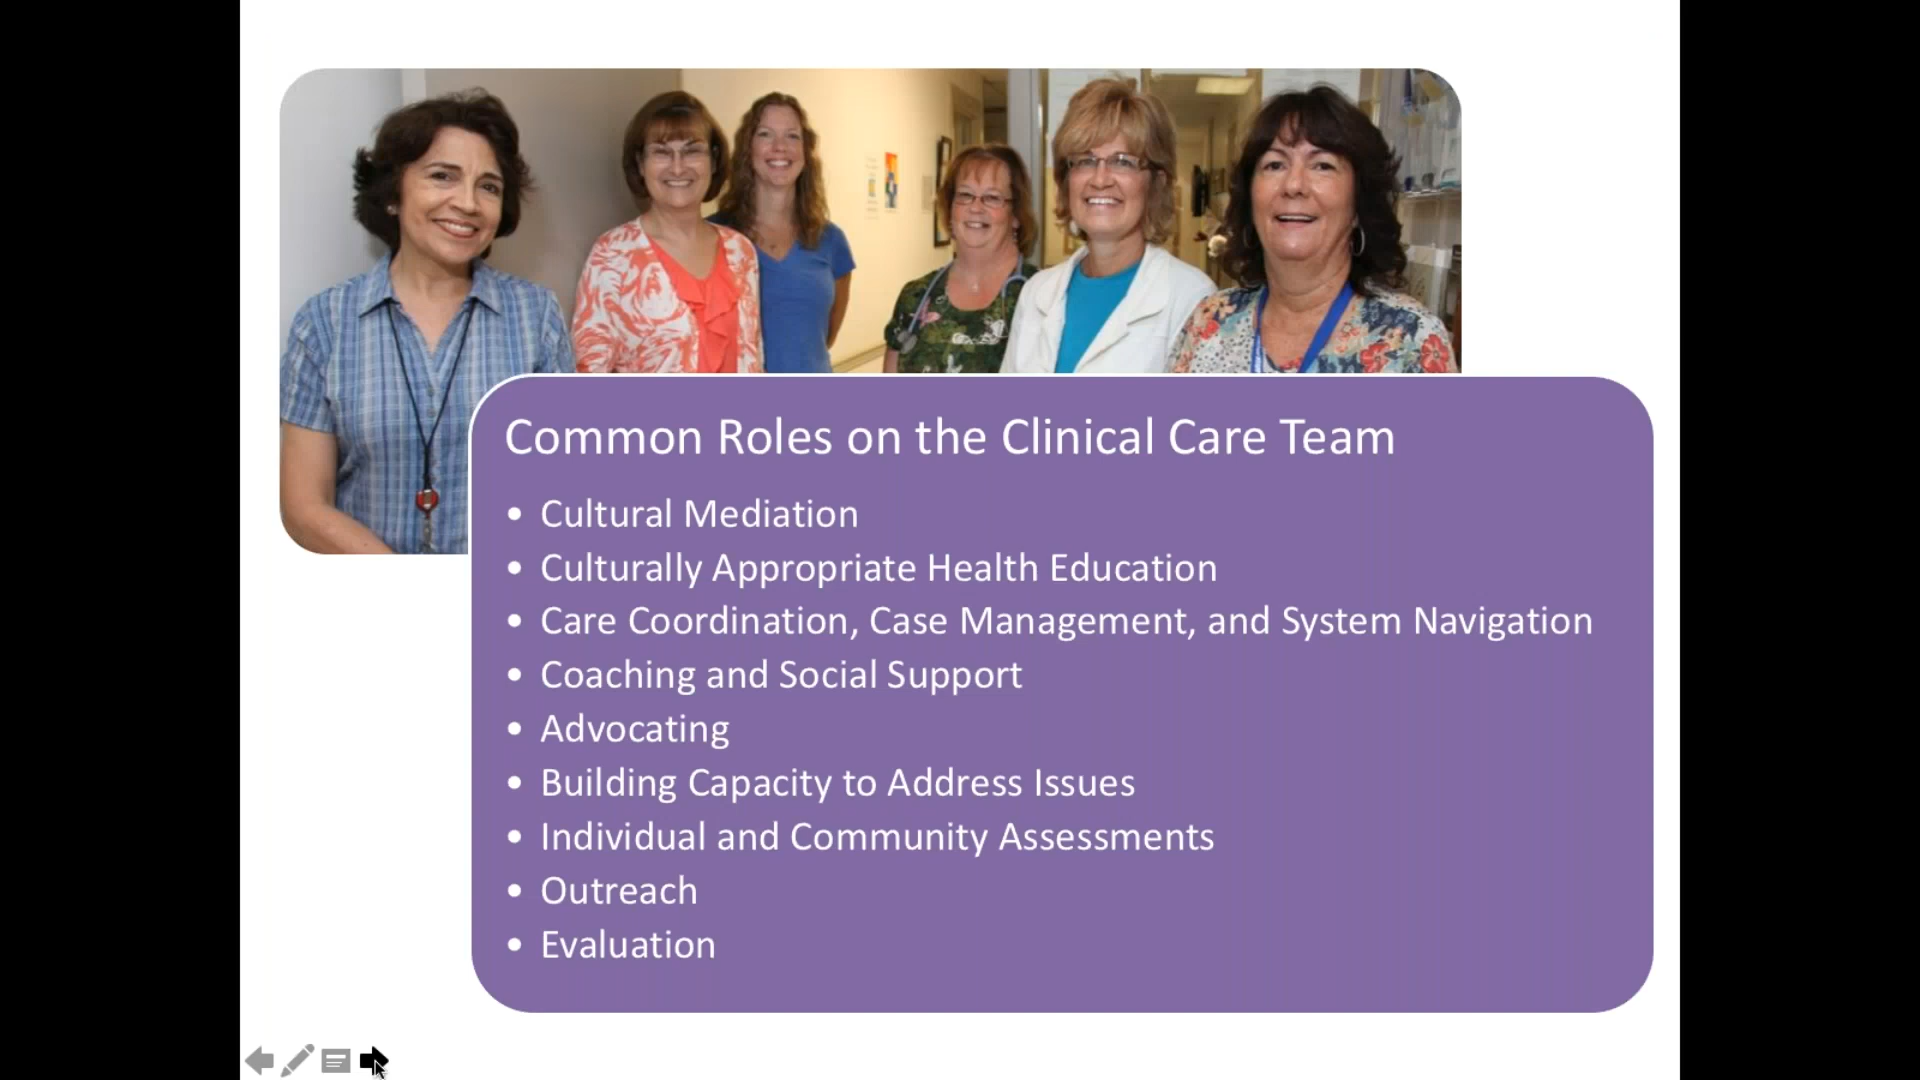 Common Roles on the Clinical Care Team
• Cultural Mediation
• Culturally Appropriate Health Education
• Care Coordination, Case Management, and System Navigation
• Coaching and Social Support
• Advocating
• Building Capacity to Address Issues
• Individual and Community Assessments
• Outreach
• Evaluation